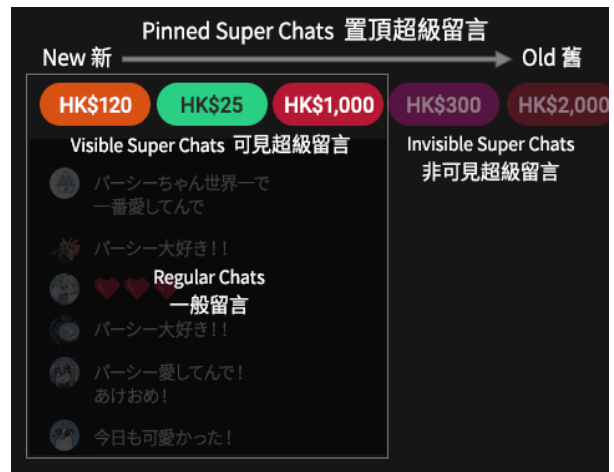 Pinned Super Chats 置頂超級留言
New 新
Old 舊
HK$120
HK$25
HK$1,000
HK$300
HK$2,000
Visible Super Chats 可見超級留言
Invisible Super Chats
非可見超級留言
パーシーちゃん世界一で
一番愛してんで
パーシー大好き！！
Regular Chats
一般留言
パーシー大好き！！
パーシー愛してんで！
あけおめ！
今日も可愛かった！